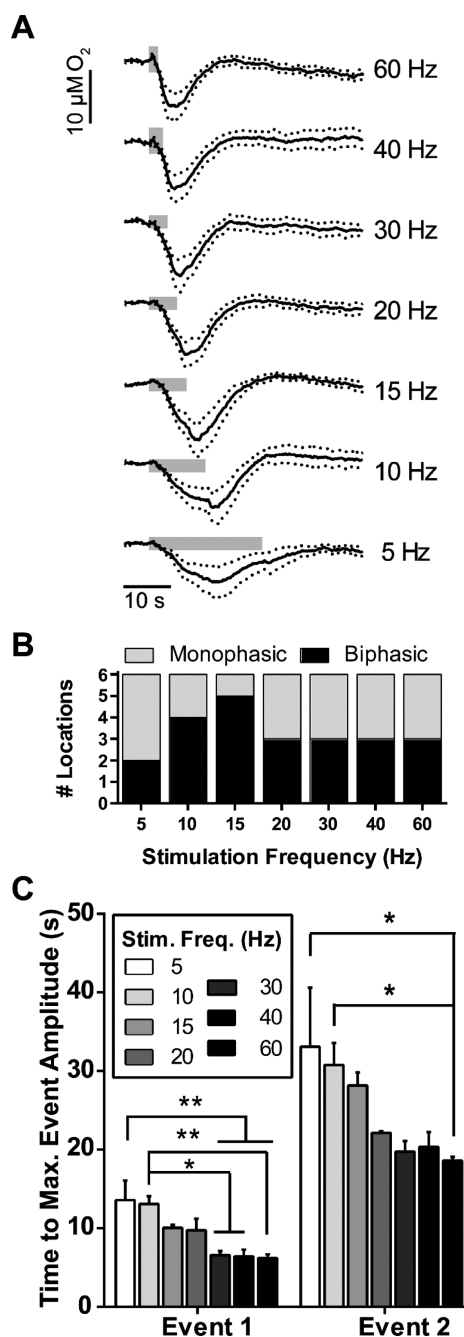 A
10 µM O2
60 Hz
40 Hz
30 Hz
20 Hz
15 Hz
10 Hz
5 Hz
10 s
B
Monophasic Biphasic
# Locations
6
5
4
3
2
1
0
5 10 15 20 30 40 60
Stimulation Frequency (Hz)
C
Time to Max. Event Amplitude (s)
50
40
30
20
10
0
Stim. Freq. (Hz)
5
10
15
20
30
40
60
*
*
**
**
*
Event 1 Event 2